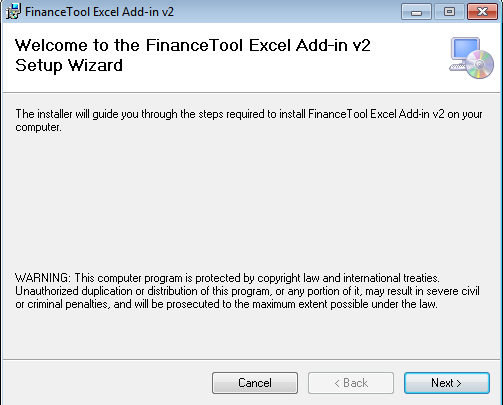 FinanceTool Excel Add-in v2
Welcome to the FinanceTool Excel Add-in v2
Setup Wizard
The installer will guide you through the steps required to install FinanceTool Excel Add-in v2 on your
computer.
WARNING: This computer program is protected by copyright law and international treaties.
Unauthorized duplication or distribution of this program, or any portion of it, may result in severe civil
or criminal penalties, and will be prosecuted to the maximum extent possible under the law.
Cancel
< Back
Next >